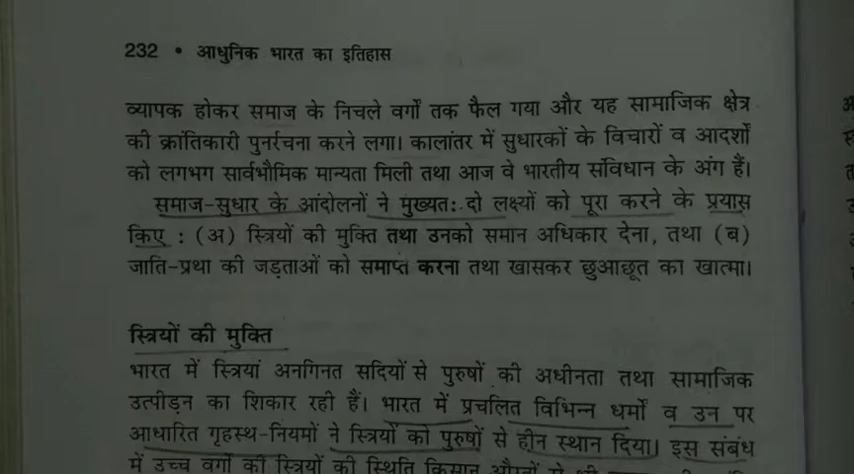 232 • आधुनिक भारत का इतिहास
व्यापक होकर समाज के निचले वर्गों तक फैल गया और यह सामाजिक क्षेत्र
की क्रांतिकारी पुनर्रचना करने लगा। कालांतर में सुधारकों के विचारों व आदर्शों
को लगभग सार्वभौमिक मान्यता मिली तथा आज वे भारतीय संविधान के अंग हैं।
समाज-सुधार के आंदोलनों ने मुख्यत: दो लक्ष्यों को पूरा करने के प्रयास
किए : (अ) स्त्रियों की मुक्ति तथा उनको समान अधिकार देना, तथा (ब)
जाति-प्रथा की जड़ताओं को समाप्त करना तथा खासकर छुआछूत का खात्मा।
स्त्रियों की मुक्ति
भारत में स्त्रियां अनगिनत सदियों से पुरुषों की अधीनता तथा सामाजिक
उत्पीड़न का शिकार रही हैं। भारत में प्रचलित विभिन्न धर्मों व उन पर
आधारित गृहस्थ-नियमों ने स्त्रियों को पुरुषों से हीन स्थान दिया। इस संबंध
में उच्च वर्गों की स्त्रियों की स्थिति किसान औरतों से भी